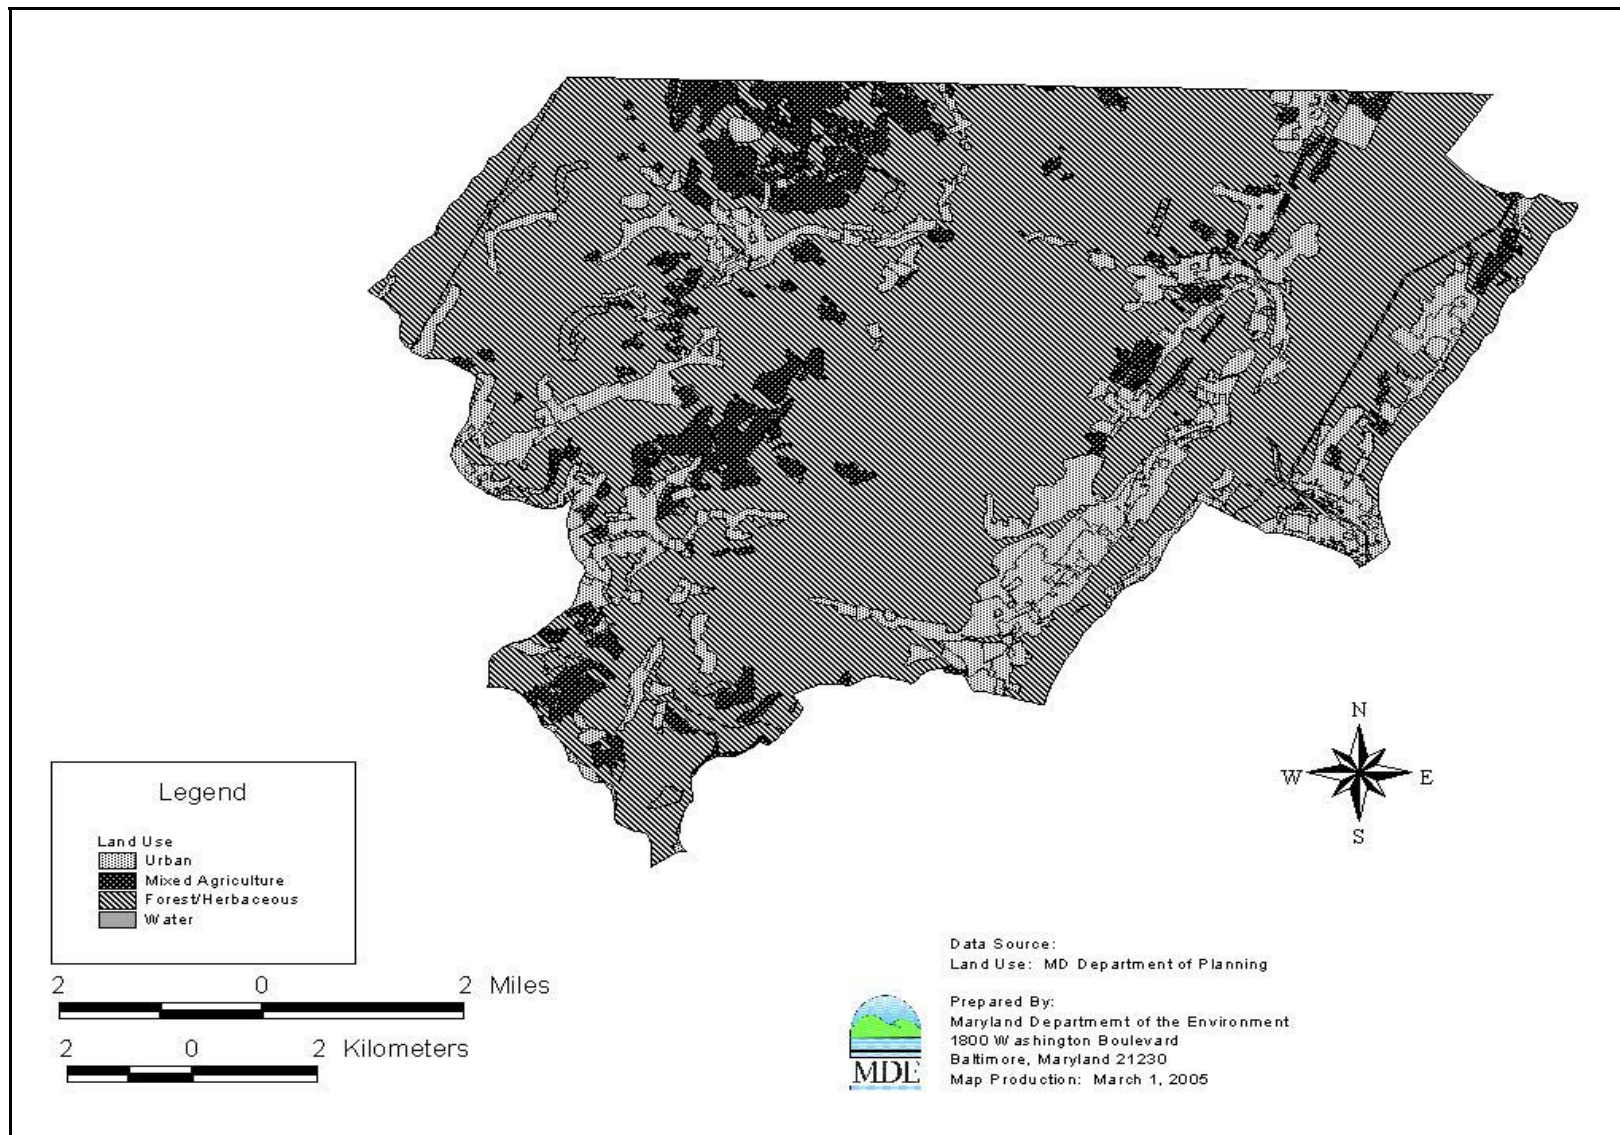 N
W E
S
Legend
Land Use
Urban
Mixed Agriculture
Forest/Herbaceous
Water
2 0 2 Miles
2 0 2 Kilometers
Data Source:
Land Use: MD Department of Planning
Prepared By:
Maryland Departmemt of the Environment
1800 Washington Boulevard
Baltimore, Maryland 21230
Map Production: March 1, 2005
MDE